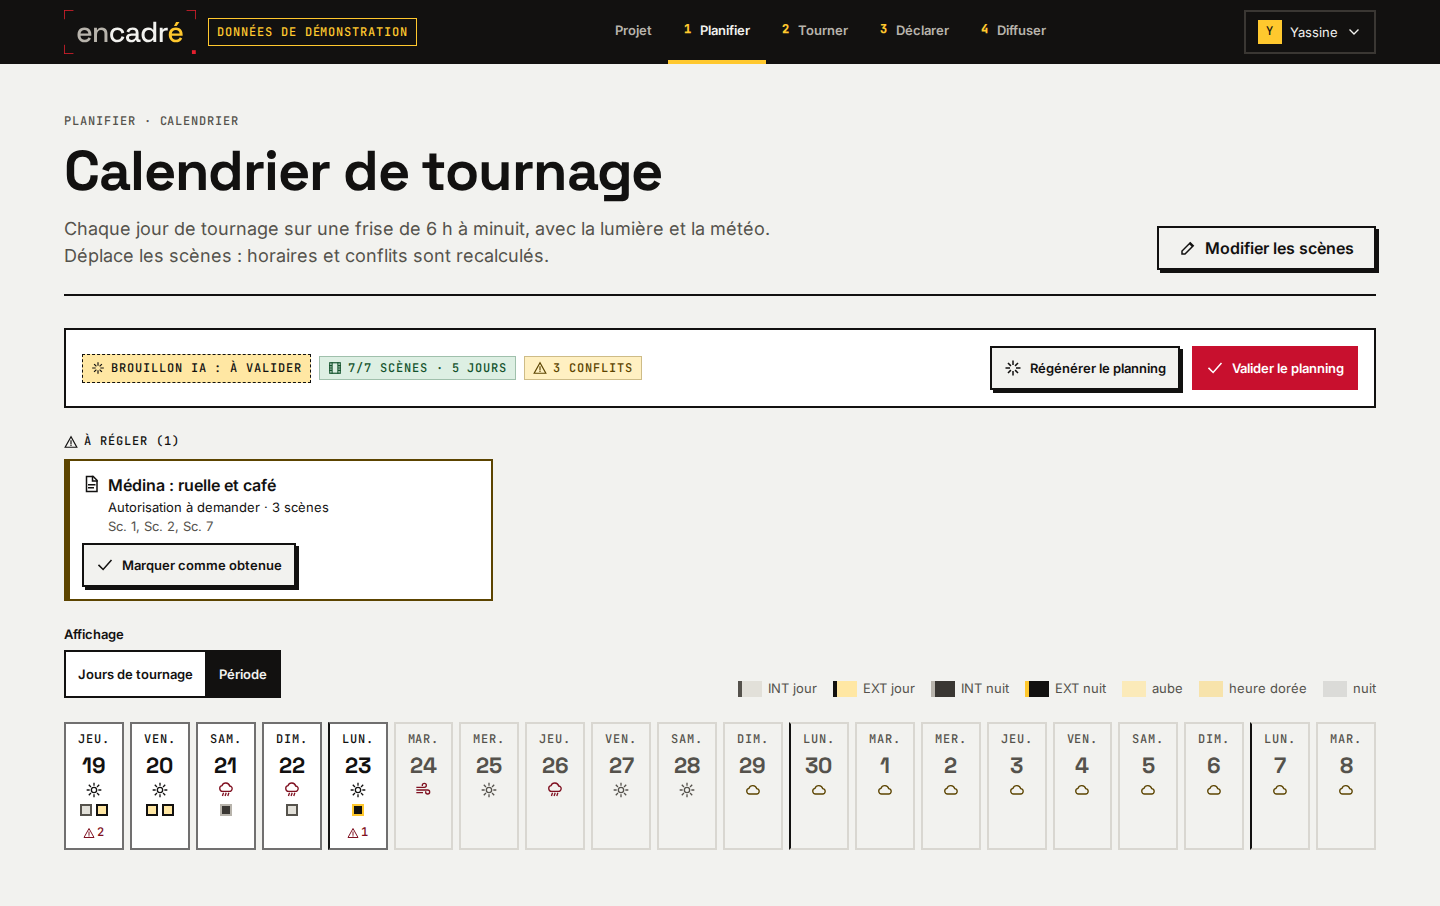 encadré
DONNÉES DE DÉMONSTRATION
Projet
1 Planifier
2 Tourner
3 Déclarer
4 Diffuser
Y Yassine
PLANIFIER · CALENDRIER
Calendrier de tournage
Chaque jour de tournage sur une frise de 6 h à minuit, avec la lumière et la météo.
Déplace les scènes : horaires et conflits sont recalculés.
Modifier les scènes
BROUILLON IA : À VALIDER
7/7 SCÈNES · 5 JOURS
3 CONFLITS
Régénérer le planning
Valider le planning
À RÉGLER (1)
Médina : ruelle et café
Autorisation à demander · 3 scènes
Sc. 1, Sc. 2, Sc. 7
Marquer comme obtenue
Affichage
Jours de tournage
Période
INT jour
EXT jour
INT nuit
EXT nuit
aube
heure dorée
nuit
JEU. 19 2
VEN. 20
SAM. 21
DIM. 22
LUN. 23 1
MAR. 24
MER. 25
JEU. 26
VEN. 27
SAM. 28
DIM. 29
LUN. 30
MAR. 1
MER. 2
JEU. 3
VEN. 4
SAM. 5
DIM. 6
LUN. 7
MAR. 8